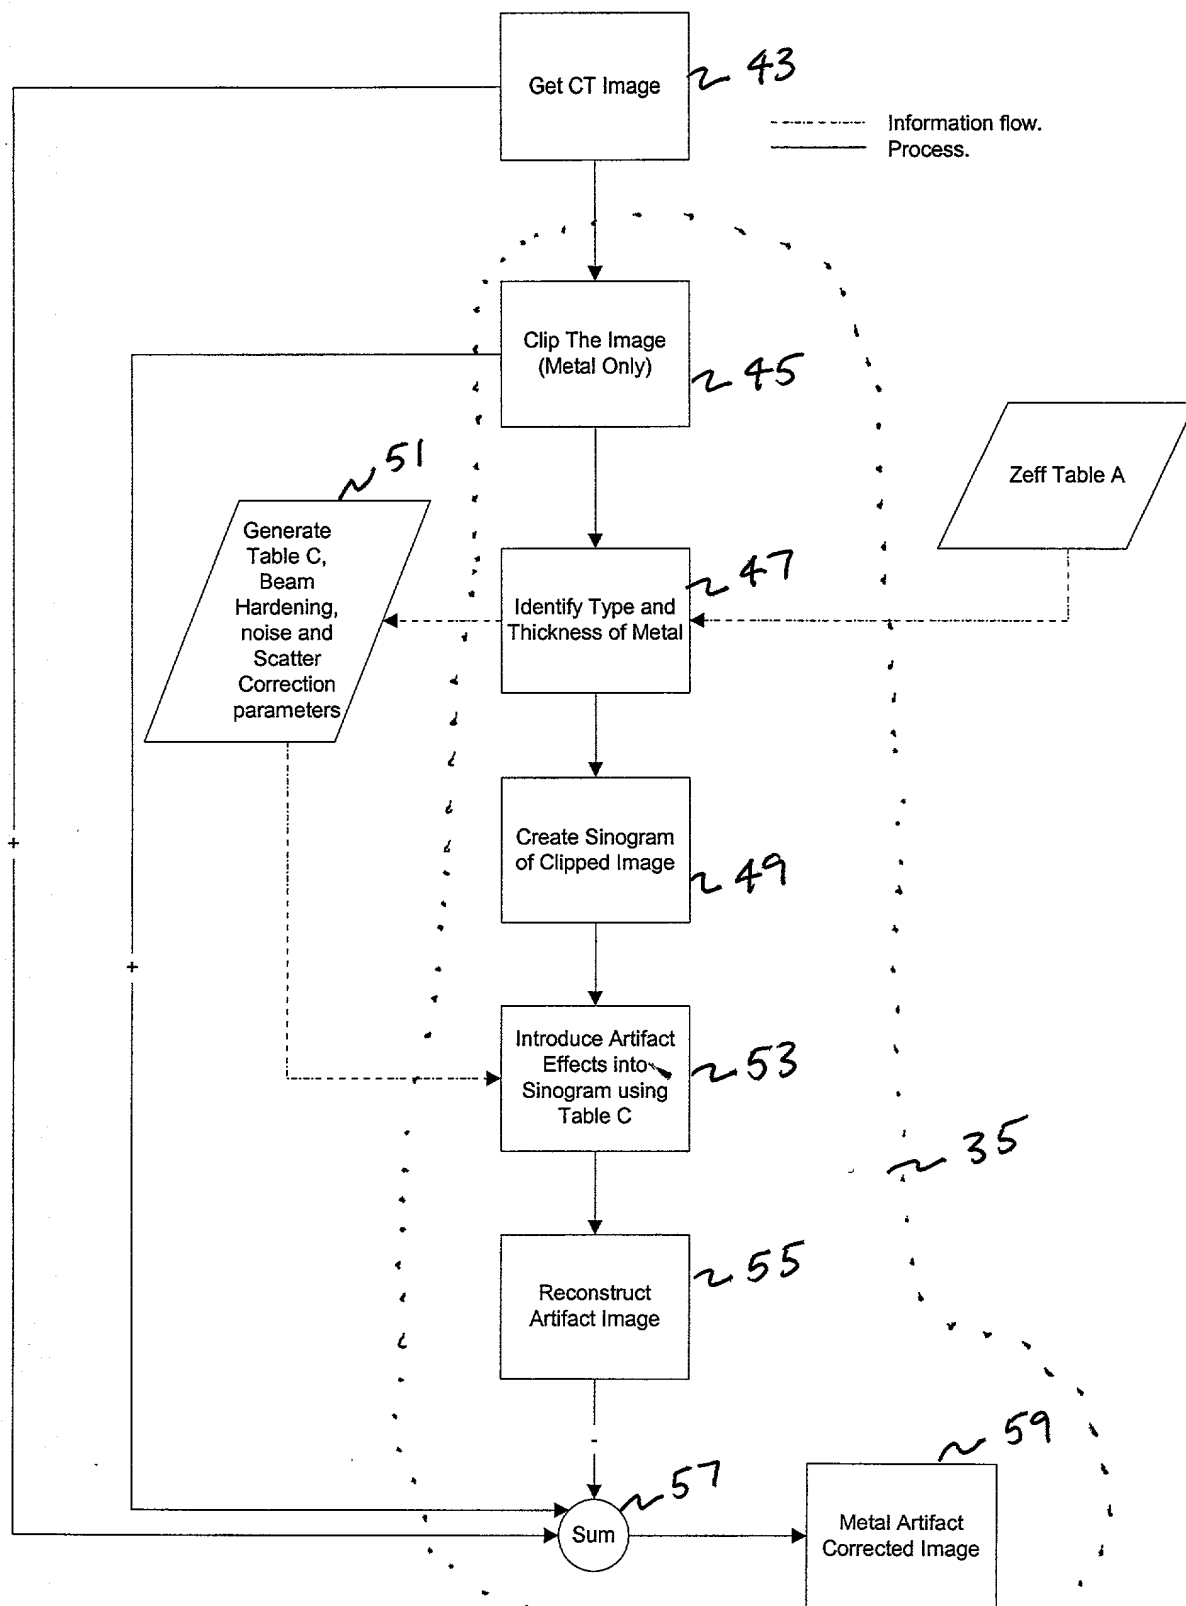 Get CT Image
43
Information flow.
Process.
Clip The Image
(Metal Only)
45
51
Zeff Table A
Generate
Table C,
Beam
Hardening,
noise and
Scatter
Correction
parameters
47
Identify Type and
Thickness of Metal
+
Create Sinogram
of Clipped Image
49
+
Introduce Artifact
Effects into
Sinogram using
Table C
53
35
Reconstruct
Artifact Image
55
-
57
59
Sum
Metal Artifact
Corrected Image